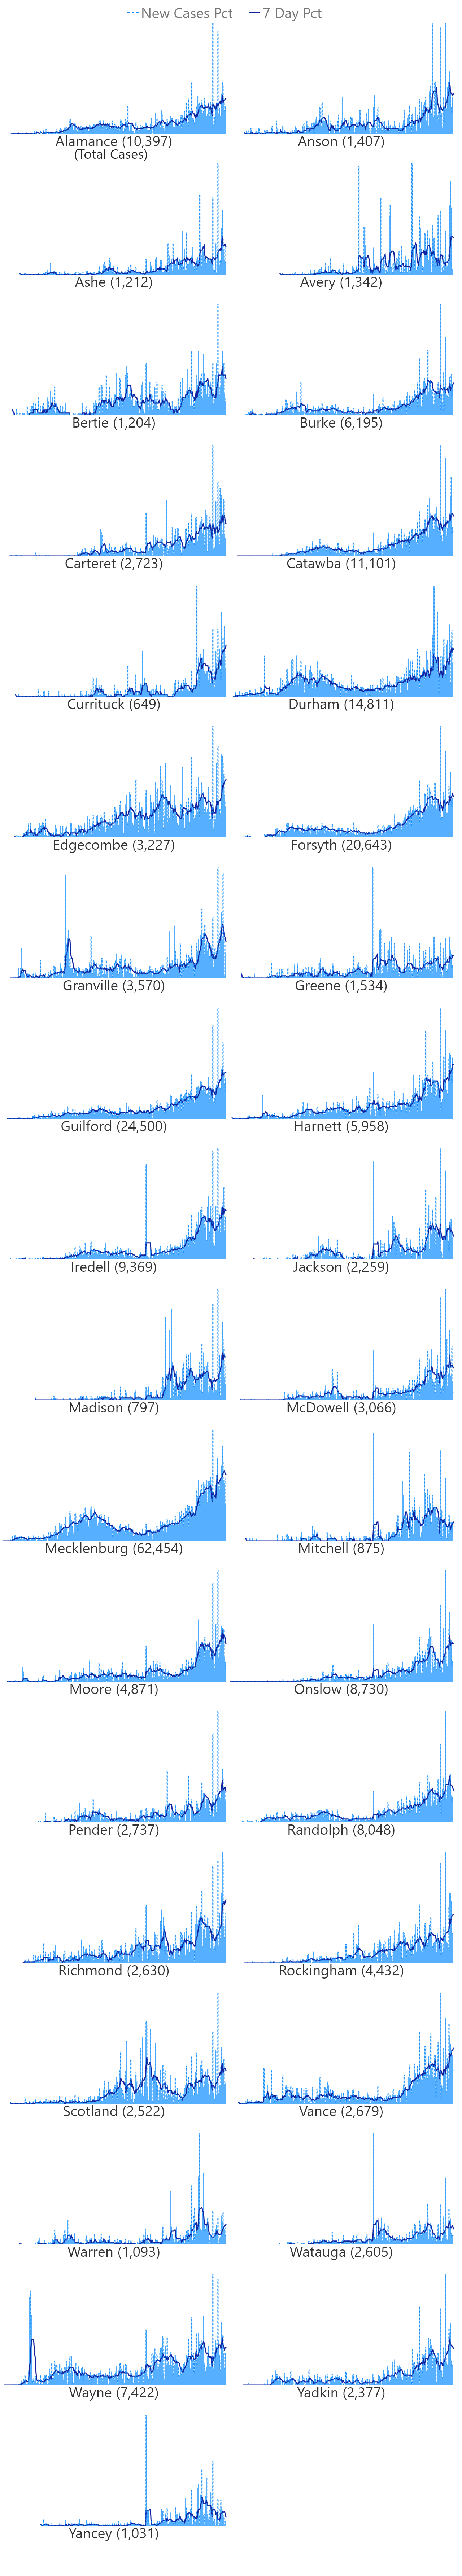 New Cases Pct 7 Day Pct
Alamance (10,397) Anson (1,407)
(Total Cases)
Ashe (1,212) Avery (1,342)
Bertie (1,204) Burke (6,195)
Carteret (2,723) Catawba (11,101)
Currituck (649) Durham (14,811)
Edgecombe (3,227) Forsyth (20,643)
Granville (3,570) Greene (1,534)
Guilford (24,500) Harnett (5,958)
Iredell (9,369) Jackson (2,259)
Madison (797) McDowell (3,066)
Mecklenburg (62,454) Mitchell (875)
Moore (4,871) Onslow (8,730)
Pender (2,737) Randolph (8,048)
Richmond (2,630) Rockingham (4,432)
Scotland (2,522) Vance (2,679)
Warren (1,093) Watauga (2,605)
Wayne (7,422) Yadkin (2,377)
Yancey (1,031)